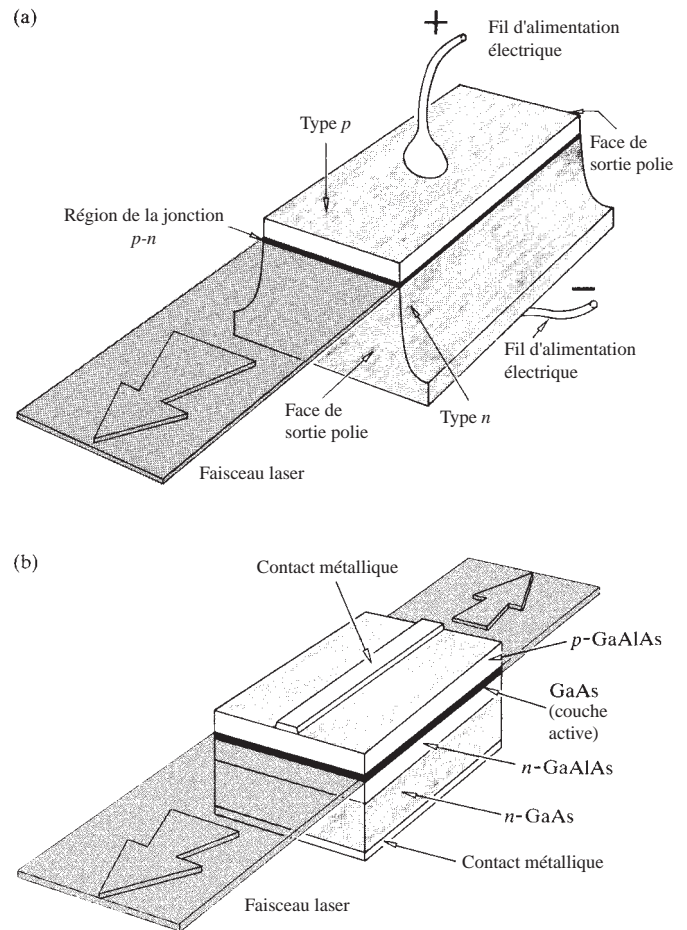 (a)
+
Fil d'alimentation
électrique
Type p
Face de
sortie polie
Région de la jonction
p-n
−
Fil d'alimentation
électrique
Face de
sortie polie
Type n
Faisceau laser
(b)
Contact métallique
p-GaAlAs
GaAs
(couche
active)
n-GaAlAs
n-GaAs
Contact métallique
Faisceau laser